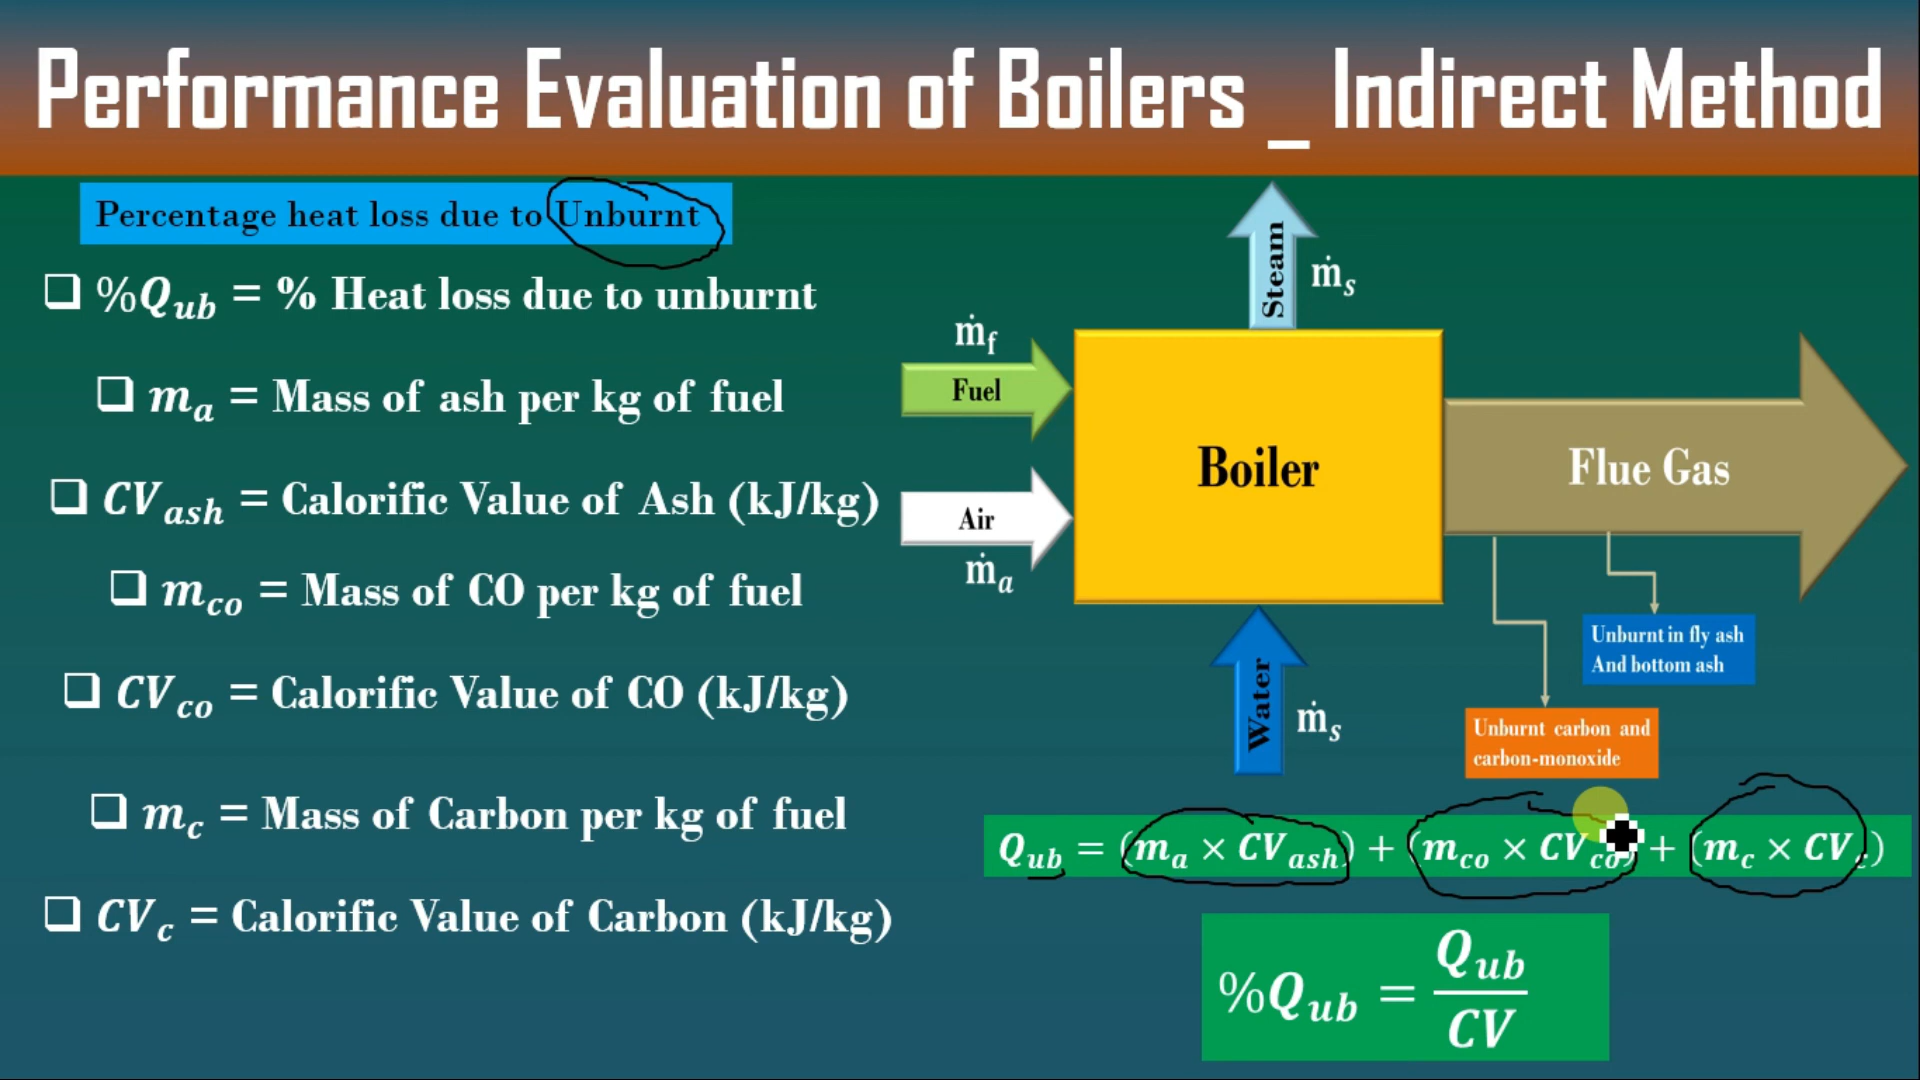 Performance Evaluation of Boilers _ Indirect Method
Percentage heat loss due to Unburnt
❑ %Q_ub = % Heat loss due to unburnt
❑ m_a = Mass of ash per kg of fuel
❑ CV_ash = Calorific Value of Ash (kJ/kg)
❑ m_co = Mass of CO per kg of fuel
❑ CV_co = Calorific Value of CO (kJ/kg)
❑ m_c = Mass of Carbon per kg of fuel
❑ CV_c = Calorific Value of Carbon (kJ/kg)
Steam
ṁ_s
ṁ_f
Fuel
Boiler
Flue Gas
Air
ṁ_a
Water
ṁ_s
Unburnt in fly ash
And bottom ash
Unburnt carbon and
carbon-monoxide
Q_ub = (m_a × CV_ash) + (m_co × CV_co) + (m_c × CV_c)
%Q_ub = Q_ub / CV